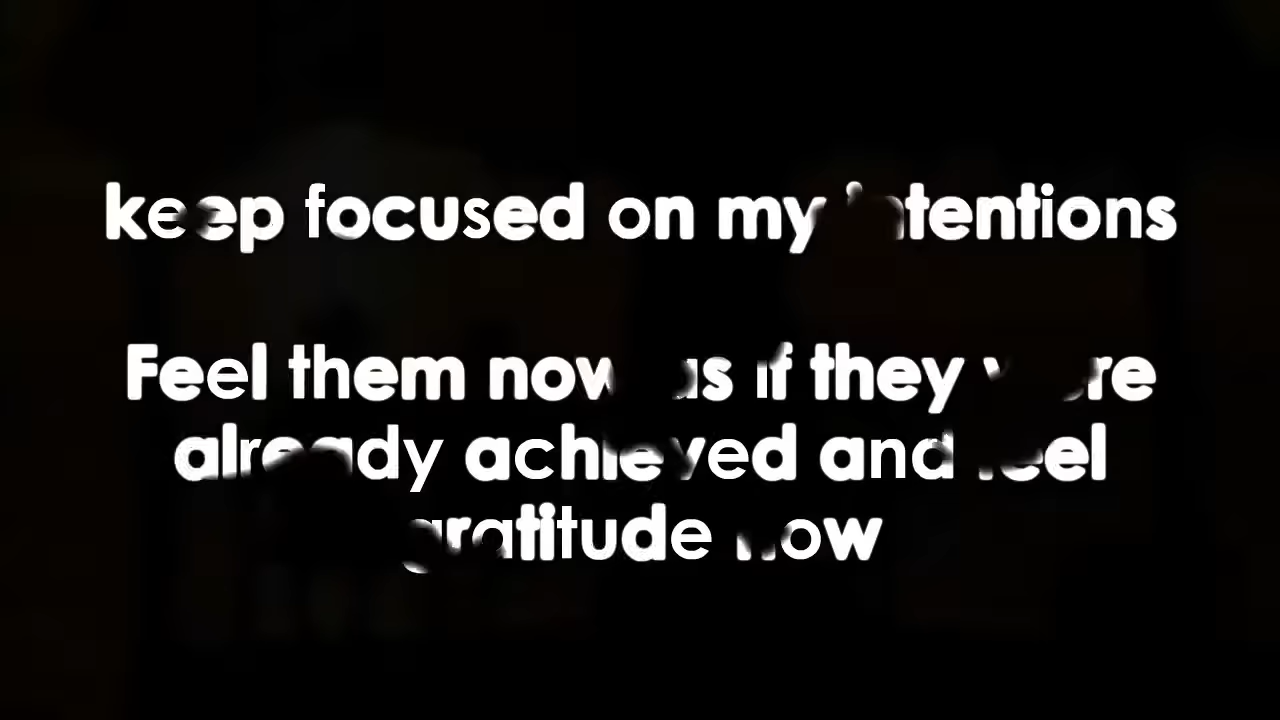 keep focused on my intentions
Feel them now as if they were
already achieved and feel
gratitude now